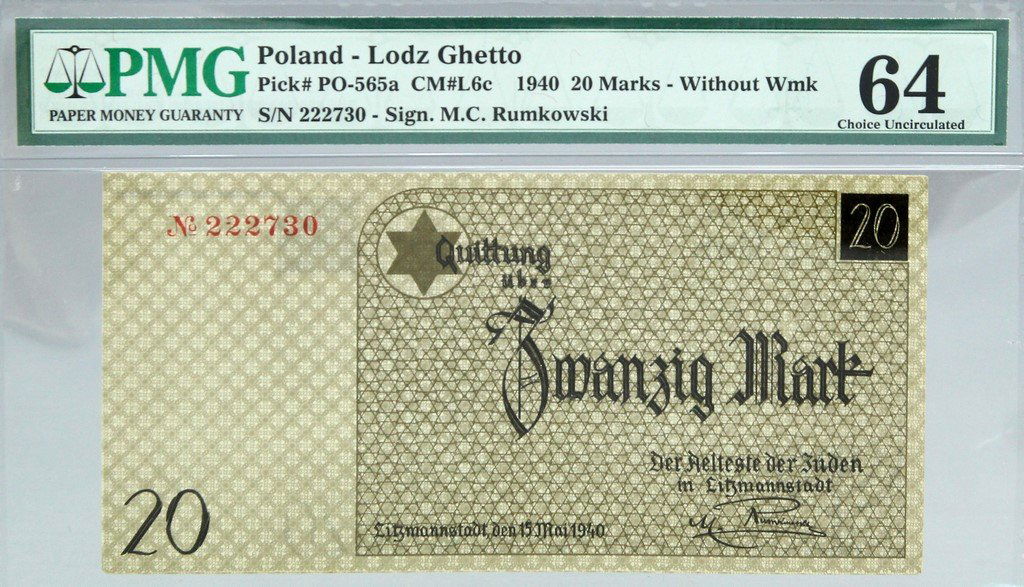 PMG
PAPER MONEY GUARANTY
Poland - Lodz Ghetto
Pick# PO-565a CM#L6c 1940 20 Marks - Without Wmk
S/N 222730 - Sign. M.C. Rumkowski
64
Choice Uncirculated
№ 222730
20
Quittung
über
Zwanzig Mark
Der Aelteste der Juden
in Litzmannstadt
M. Rumkowski
20
Litzmannstadt, den 15 Mai 1940